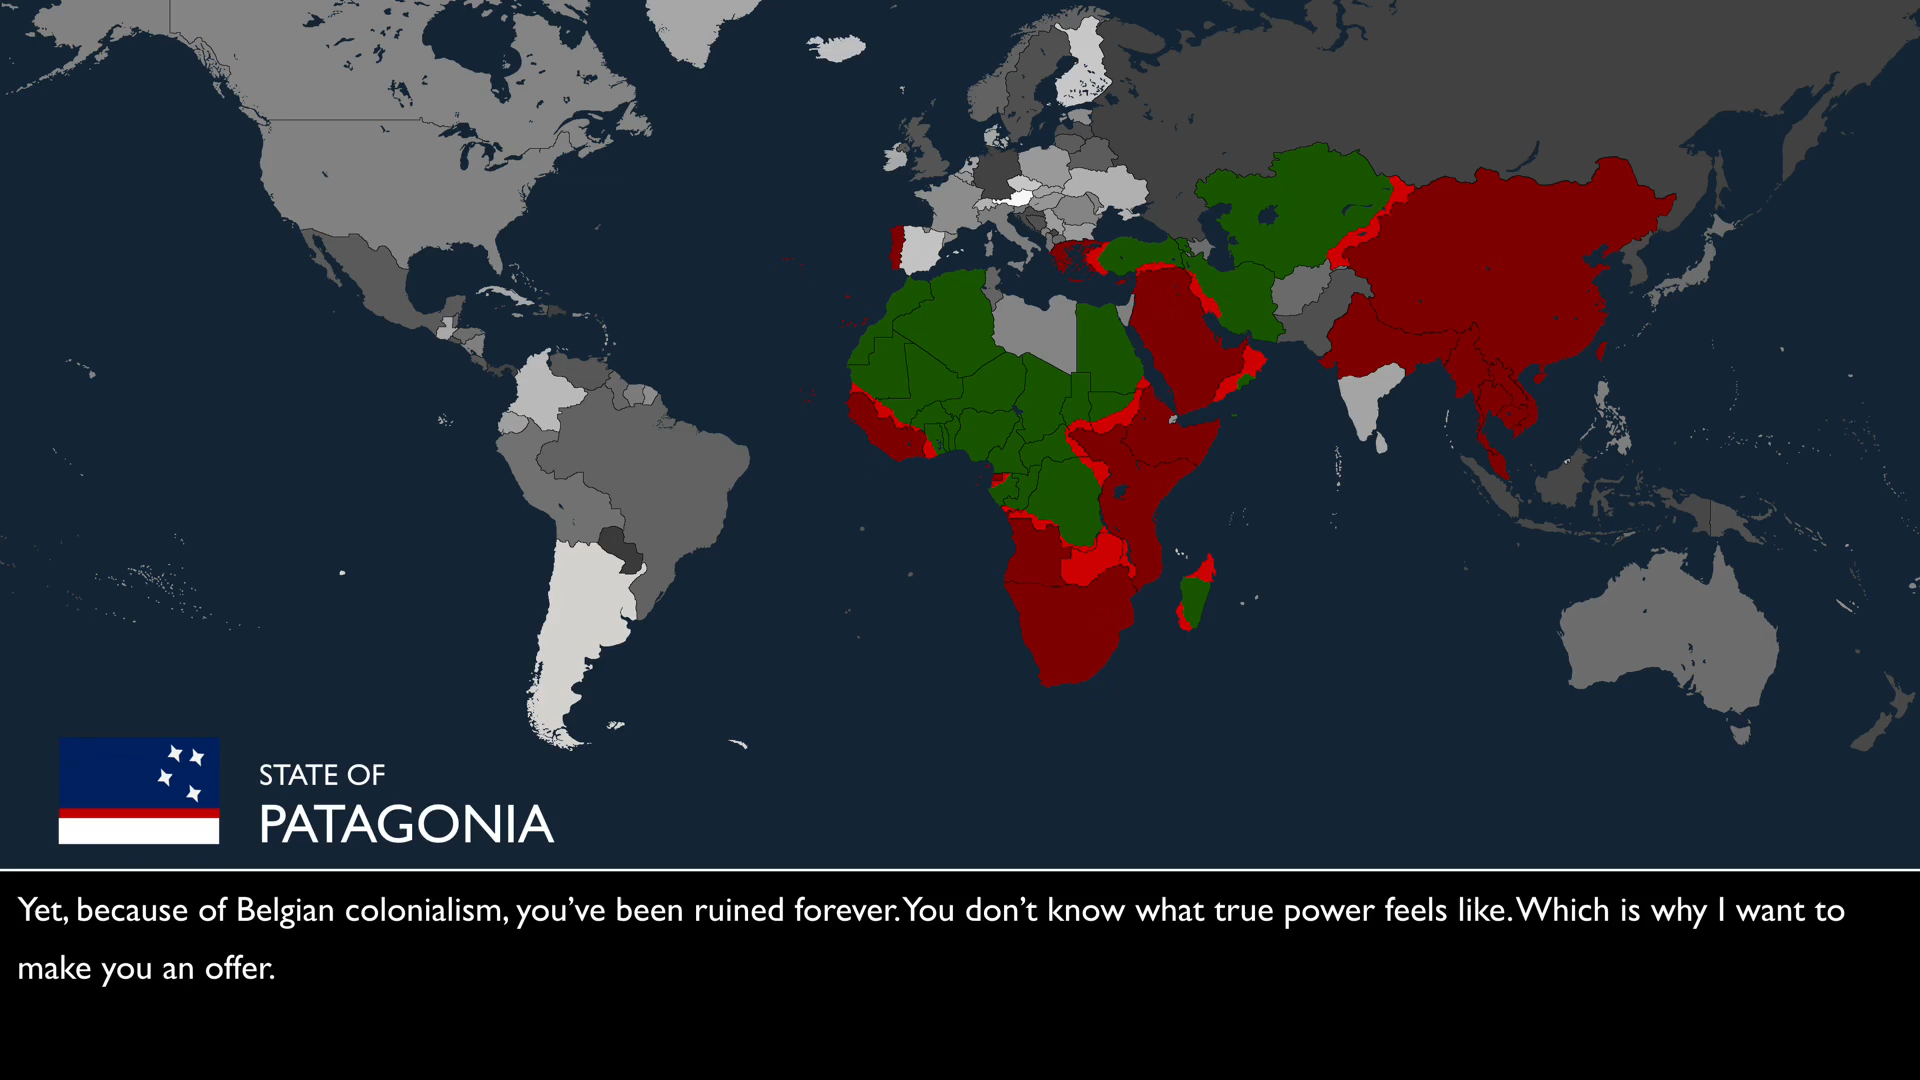 STATE OF
PATAGONIA
Yet, because of Belgian colonialism, you’ve been ruined forever. You don’t know what true power feels like. Which is why I want to
make you an offer.